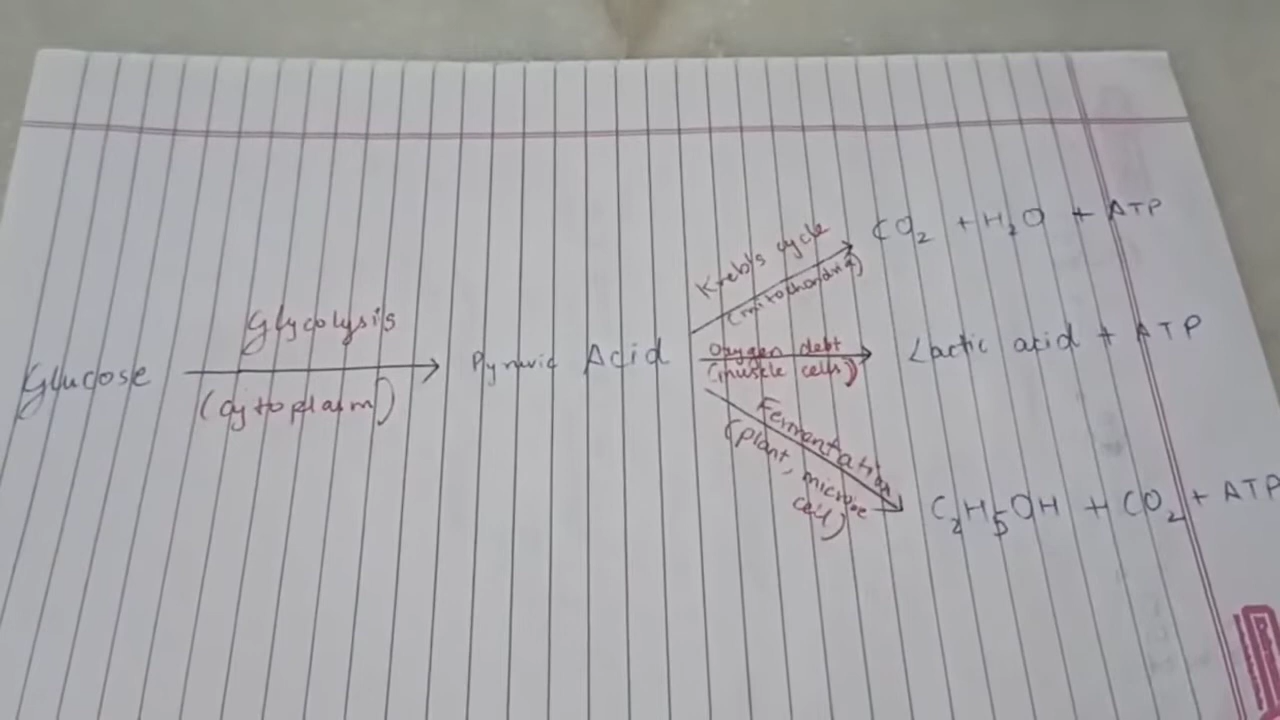 Glucose
Glycolysis
(cytoplasm)
Pyruvic Acid
Kreb's cycle
(mitochondria)
CO2 + H2O + ATP
Oxygen debt
(muscle cells)
Lactic acid + ATP
Fermentation
(plant, microbe
cell)
C2H5OH + CO2 + ATP